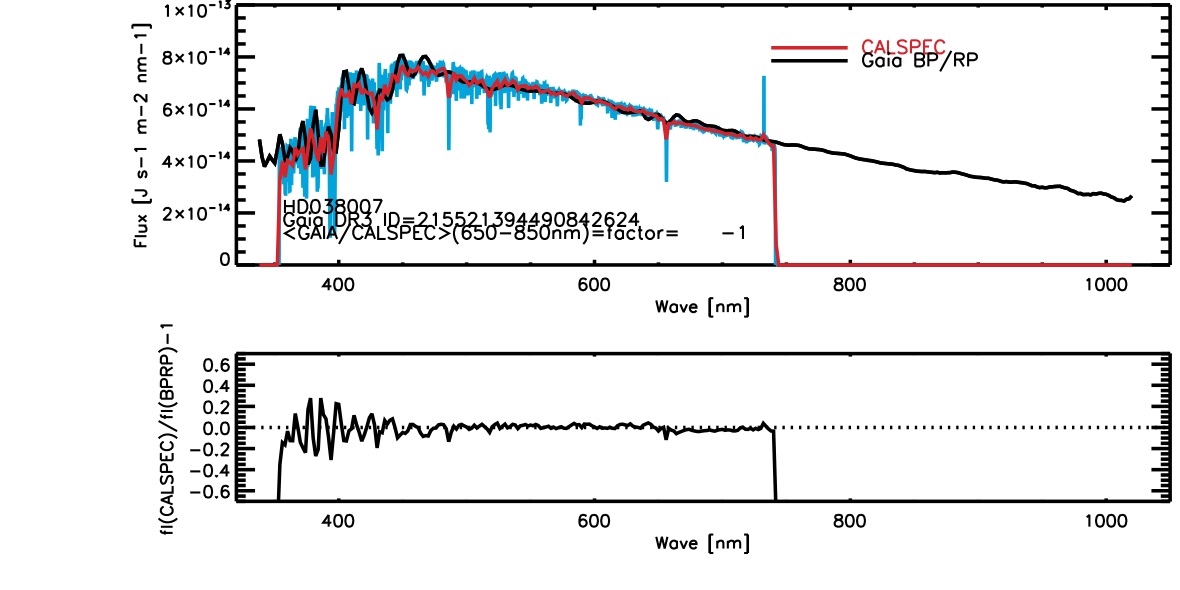 1×10-13
8×10-14
6×10-14
4×10-14
2×10-14
0
Flux [J s-1 m-2 nm-1]
CALSPEC
Gaia BP/RP
HD038007
Gaia DR3 ID=215521394490842624
<GAIA/CALSPEC>(650-850nm)=factor= -1
400 600 800 1000
Wave [nm]
fl(CALSPEC)/fl(BPRP)-1
0.6
0.4
0.2
0.0
-0.2
-0.4
-0.6
400 600 800 1000
Wave [nm]